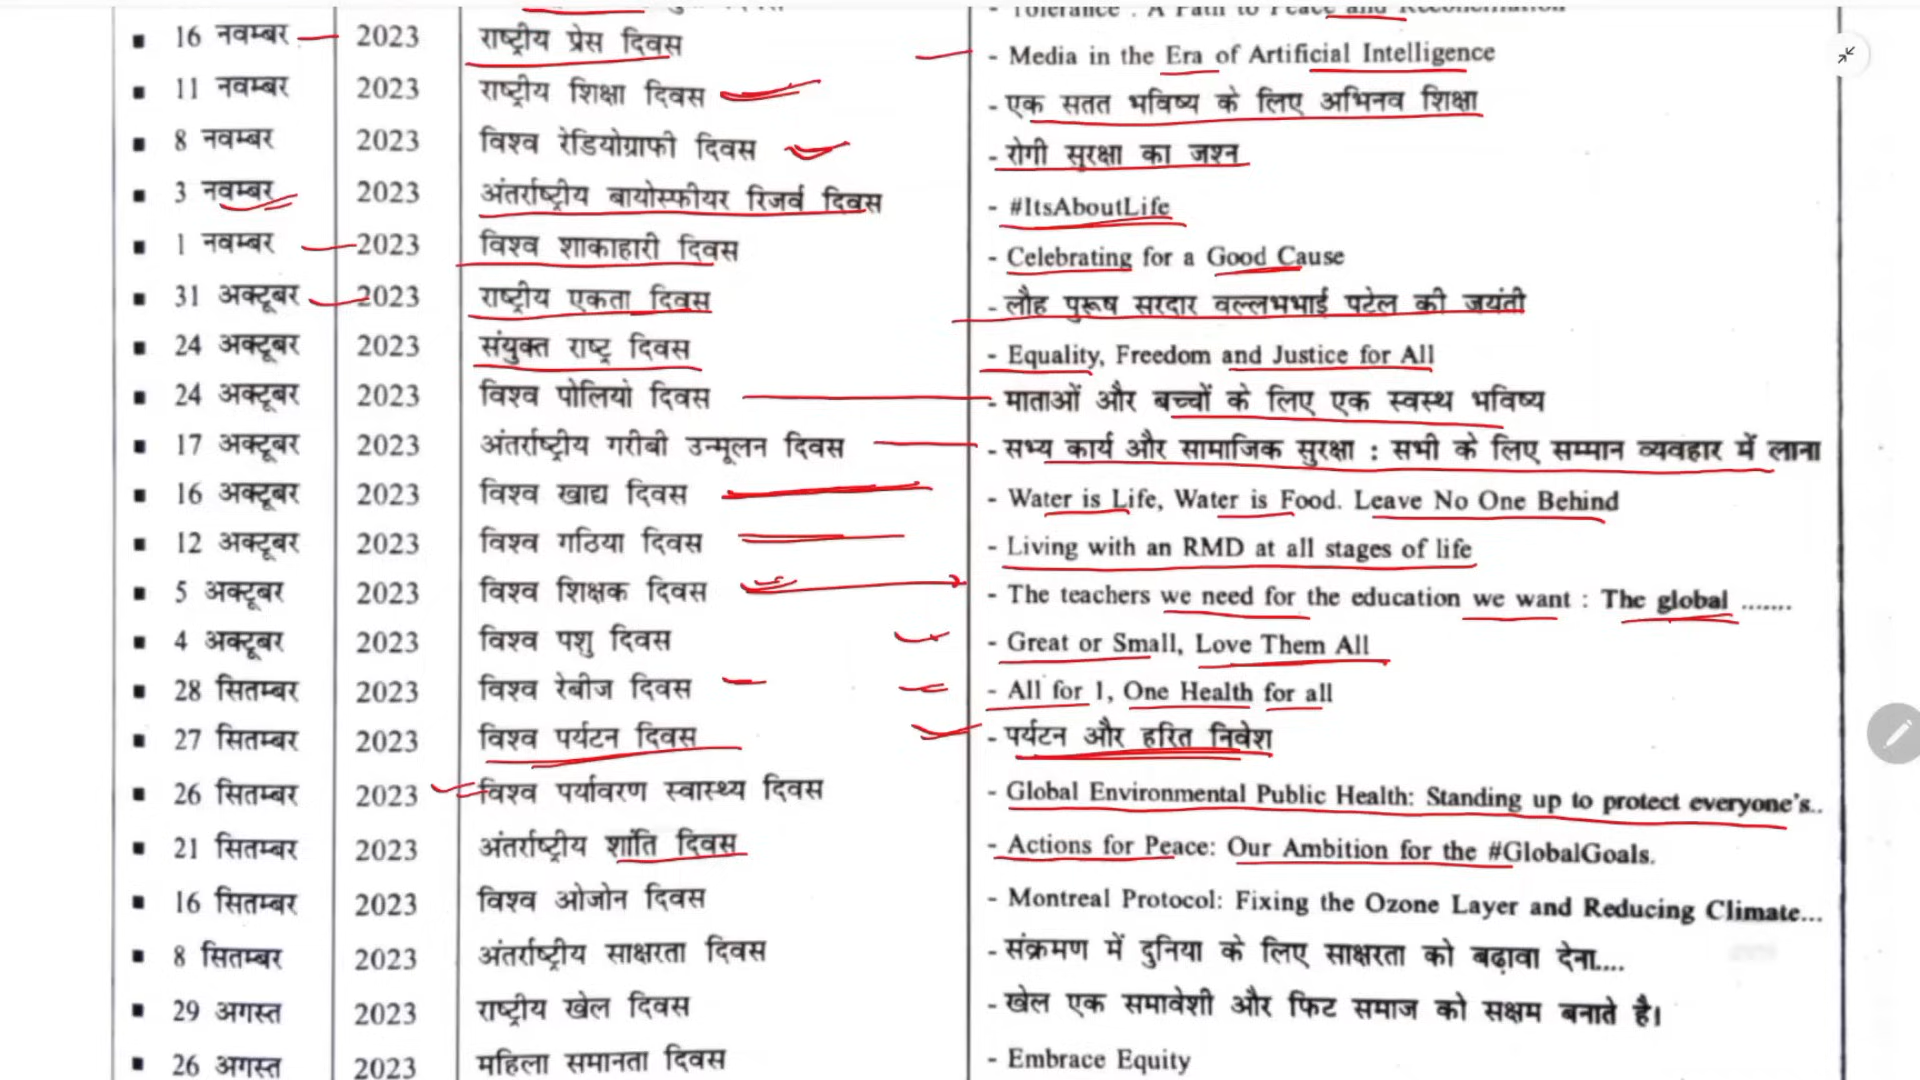 Tolerance : A Path to Peace and Reconciliation
▪ 16 नवम्बर 2023 राष्ट्रीय प्रेस दिवस - Media in the Era of Artificial Intelligence
▪ 11 नवम्बर 2023 राष्ट्रीय शिक्षा दिवस - एक सतत भविष्य के लिए अभिनव शिक्षा
▪ 8 नवम्बर 2023 विश्व रेडियोग्राफी दिवस - रोगी सुरक्षा का जश्न
▪ 3 नवम्बर 2023 अंतर्राष्ट्रीय बायोस्फीयर रिजर्व दिवस - #ItsAboutLife
▪ 1 नवम्बर 2023 विश्व शाकाहारी दिवस - Celebrating for a Good Cause
▪ 31 अक्टूबर 2023 राष्ट्रीय एकता दिवस - लौह पुरूष सरदार वल्लभभाई पटेल की जयंती
▪ 24 अक्टूबर 2023 संयुक्त राष्ट्र दिवस - Equality, Freedom and Justice for All
▪ 24 अक्टूबर 2023 विश्व पोलियो दिवस - माताओं और बच्चों के लिए एक स्वस्थ भविष्य
▪ 17 अक्टूबर 2023 अंतर्राष्ट्रीय गरीबी उन्मूलन दिवस - सभ्य कार्य और सामाजिक सुरक्षा : सभी के लिए सम्मान व्यवहार में लाना
▪ 16 अक्टूबर 2023 विश्व खाद्य दिवस - Water is Life, Water is Food. Leave No One Behind
▪ 12 अक्टूबर 2023 विश्व गठिया दिवस - Living with an RMD at all stages of life
▪ 5 अक्टूबर 2023 विश्व शिक्षक दिवस - The teachers we need for the education we want : The global .......
▪ 4 अक्टूबर 2023 विश्व पशु दिवस - Great or Small, Love Them All
▪ 28 सितम्बर 2023 विश्व रेबीज दिवस - All for 1, One Health for all
▪ 27 सितम्बर 2023 विश्व पर्यटन दिवस - पर्यटन और हरित निवेश
▪ 26 सितम्बर 2023 विश्व पर्यावरण स्वास्थ्य दिवस - Global Environmental Public Health: Standing up to protect everyone's..
▪ 21 सितम्बर 2023 अंतर्राष्ट्रीय शांति दिवस - Actions for Peace: Our Ambition for the #GlobalGoals.
▪ 16 सितम्बर 2023 विश्व ओजोन दिवस - Montreal Protocol: Fixing the Ozone Layer and Reducing Climate...
▪ 8 सितम्बर 2023 अंतर्राष्ट्रीय साक्षरता दिवस - संक्रमण में दुनिया के लिए साक्षरता को बढ़ावा देना....
▪ 29 अगस्त 2023 राष्ट्रीय खेल दिवस - खेल एक समावेशी और फिट समाज को सक्षम बनाते है।
▪ 26 अगस्त 2023 महिला समानता दिवस - Embrace Equity